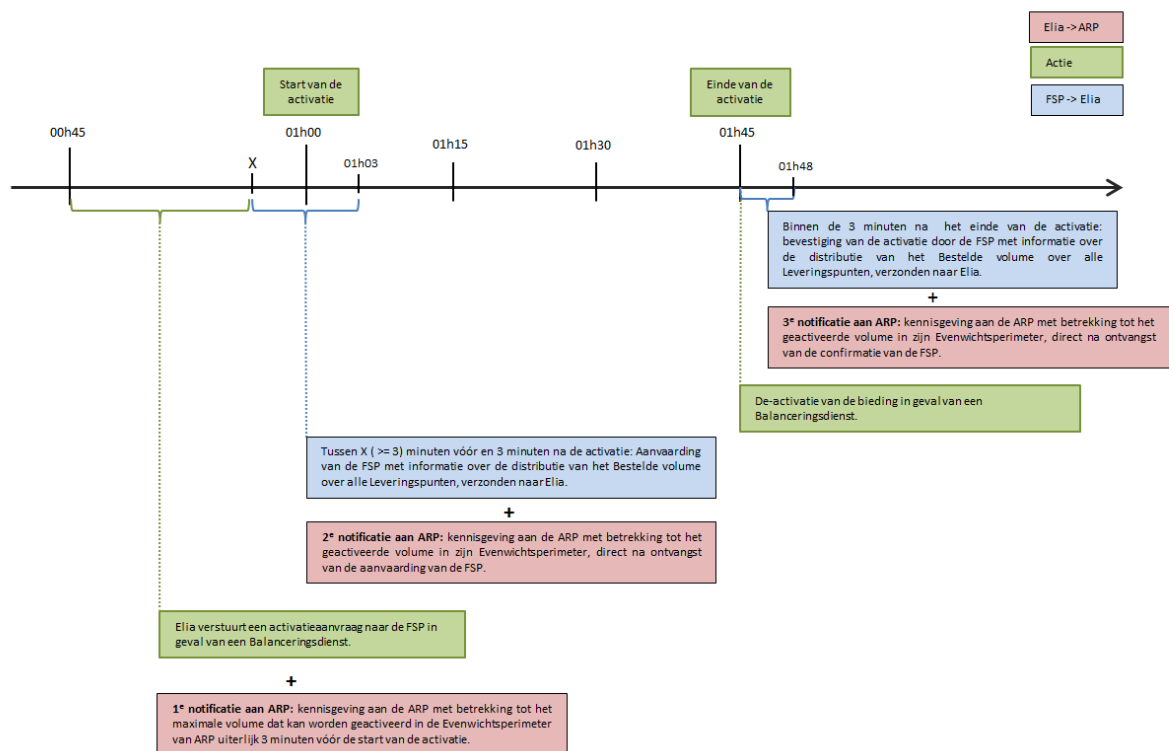 Elia -> ARP
Actie
FSP -> Elia
Start van de
activatie
Einde van de
activatie
00h45
X
01h00
01h03
01h15
01h30
01h45
01h48
Binnen de 3 minuten na het einde van de activatie:
bevestiging van de activatie door de FSP met informatie over
de distributie van het Bestelde volume over alle
Leveringspunten, verzonden naar Elia.
+
3e notificatie aan ARP: kennisgeving aan de ARP met betrekking tot het
geactiveerde volume in zijn Evenwichtsperimeter, direct na ontvangst
van de confirmatie van de FSP.
De-activatie van de bieding in geval van een
Balanceringsdienst.
Tussen X ( >= 3) minuten vóór en 3 minuten na de activatie: Aanvaarding
van de FSP met informatie over de distributie van het Bestelde volume
over alle Leveringspunten, verzonden naar Elia.
+
2e notificatie aan ARP: kennisgeving aan de ARP met betrekking tot het
geactiveerde volume in zijn Evenwichtsperimeter, direct na ontvangst
van de aanvaarding van de FSP.
Elia verstuurt een activatieaanvraag naar de FSP in
geval van een Balanceringsdienst.
+
1e notificatie aan ARP: kennisgeving aan de ARP met betrekking tot het
maximale volume dat kan worden geactiveerd in de Evenwichtsperimeter
van ARP uiterlijk 3 minuten vóór de start van de activatie.